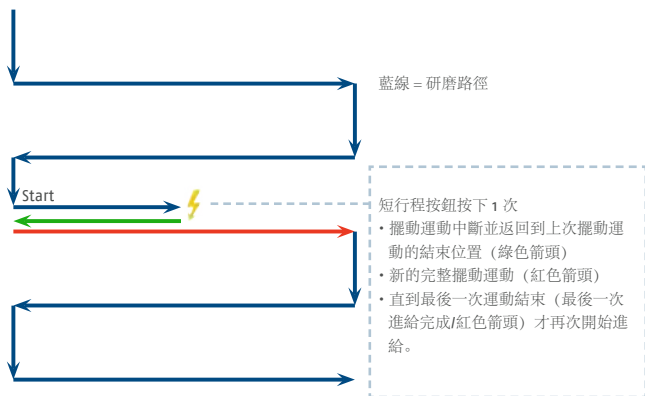 藍線 = 研磨路徑
Start
短行程按鈕按下 1 次
• 擺動運動中斷並返回到上次擺動運
動的結束位置（綠色箭頭）
• 新的完整擺動運動（紅色箭頭）
• 直到最後一次運動結束（最後一次
進給完成/紅色箭頭）才再次開始進
給。